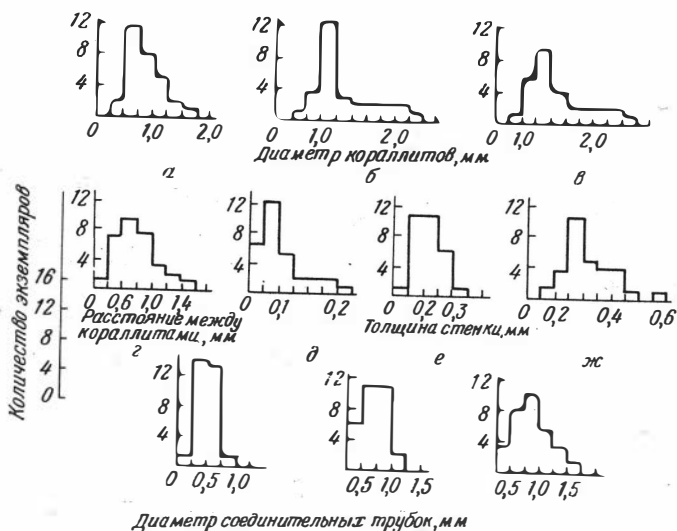 12 12 12
8 8 8
4 4 4
0 1,0 2,0 0 1,0 2,0 0 1,0 2,0
Диаметр кораллитов, мм
а б в
Количество экземпляров
16
12
8
4
0
12 12 12 12
8 8 8 8
4 4 4 4
0 0,6 1,0 1,4 0 0,1 0,2 0 0,2 0,3 0 0,2 0,4 0,6
Расстояние между
кораллитами, мм
Толщина стенки, мм
г д е ж
12 12 12
8 8 8
4 4 4
0 0,5 1,0 0,5 1,0 1,5 0,5 1,0 1,5
Диаметр соединительных трубок, мм